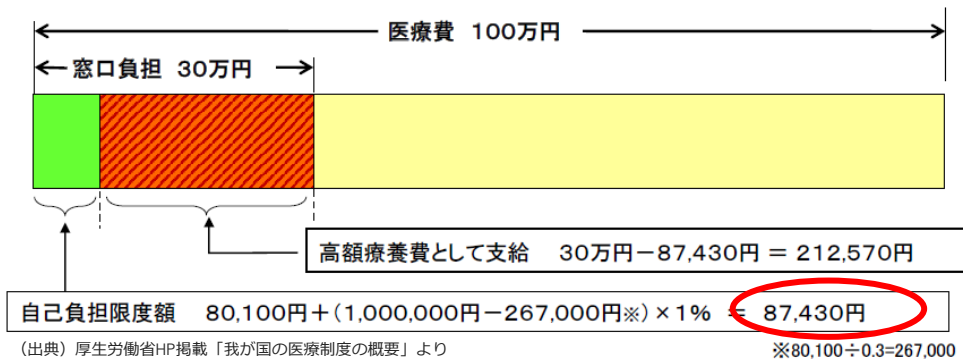 医療費 100万円
窓口負担 30万円
高額療養費として支給 30万円－87,430円 ＝ 212,570円
自己負担限度額 80,100円＋(1,000,000円－267,000円※)×1% ＝ 87,430円
（出典）厚生労働省HP掲載「我が国の医療制度の概要」より
※80,100÷0.3=267,000